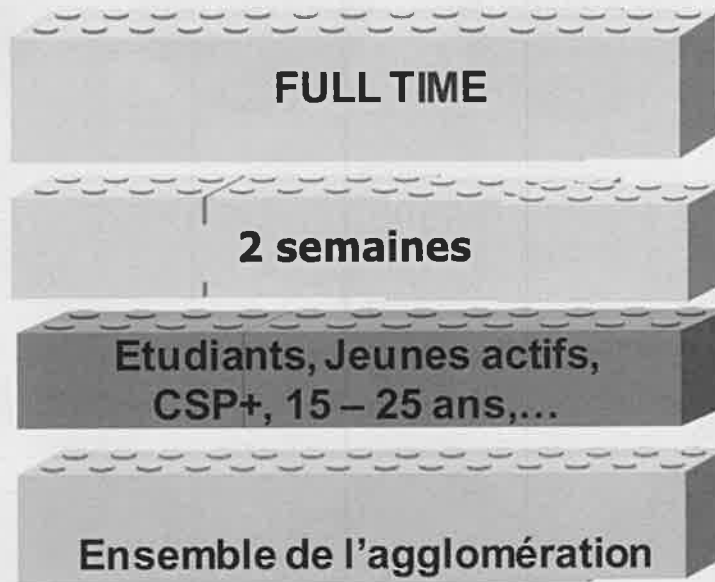 FULL TIME
2 semaines
Etudiants, Jeunes actifs,
CSP+, 15 – 25 ans,...
Ensemble de l'agglomération